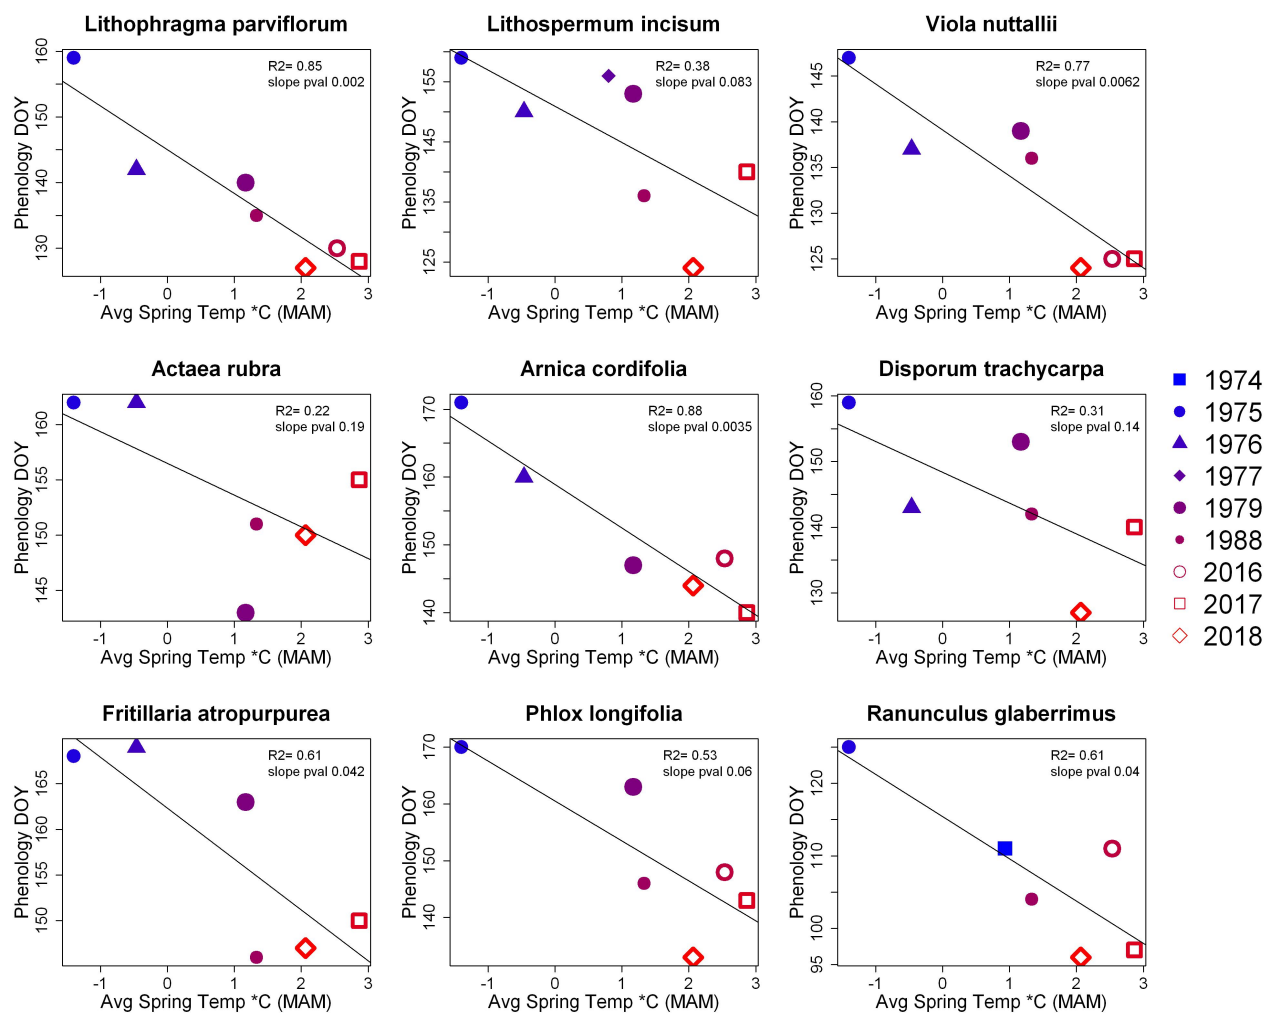 Lithophragma parviflorum
R2= 0.85
slope pval 0.002
Phenology DOY
160
150
140
130
-1 0 1 2 3
Avg Spring Temp *C (MAM)
Lithospermum incisum
R2= 0.38
slope pval 0.083
Phenology DOY
155
145
135
125
-1 0 1 2 3
Avg Spring Temp *C (MAM)
Viola nuttallii
R2= 0.77
slope pval 0.0062
Phenology DOY
145
140
135
130
125
-1 0 1 2 3
Avg Spring Temp *C (MAM)
Actaea rubra
R2= 0.22
slope pval 0.19
Phenology DOY
160
155
150
145
-1 0 1 2 3
Avg Spring Temp *C (MAM)
Arnica cordifolia
R2= 0.88
slope pval 0.0035
Phenology DOY
170
160
150
140
-1 0 1 2 3
Avg Spring Temp *C (MAM)
Disporum trachycarpa
R2= 0.31
slope pval 0.14
Phenology DOY
160
150
140
130
-1 0 1 2 3
Avg Spring Temp *C (MAM)
1974
1975
1976
1977
1979
1988
2016
2017
2018
Fritillaria atropurpurea
R2= 0.61
slope pval 0.042
Phenology DOY
165
160
155
150
-1 0 1 2 3
Avg Spring Temp *C (MAM)
Phlox longifolia
R2= 0.53
slope pval 0.06
Phenology DOY
170
160
150
140
-1 0 1 2 3
Avg Spring Temp *C (MAM)
Ranunculus glaberrimus
R2= 0.61
slope pval 0.04
Phenology DOY
120
110
100
95
-1 0 1 2 3
Avg Spring Temp *C (MAM)